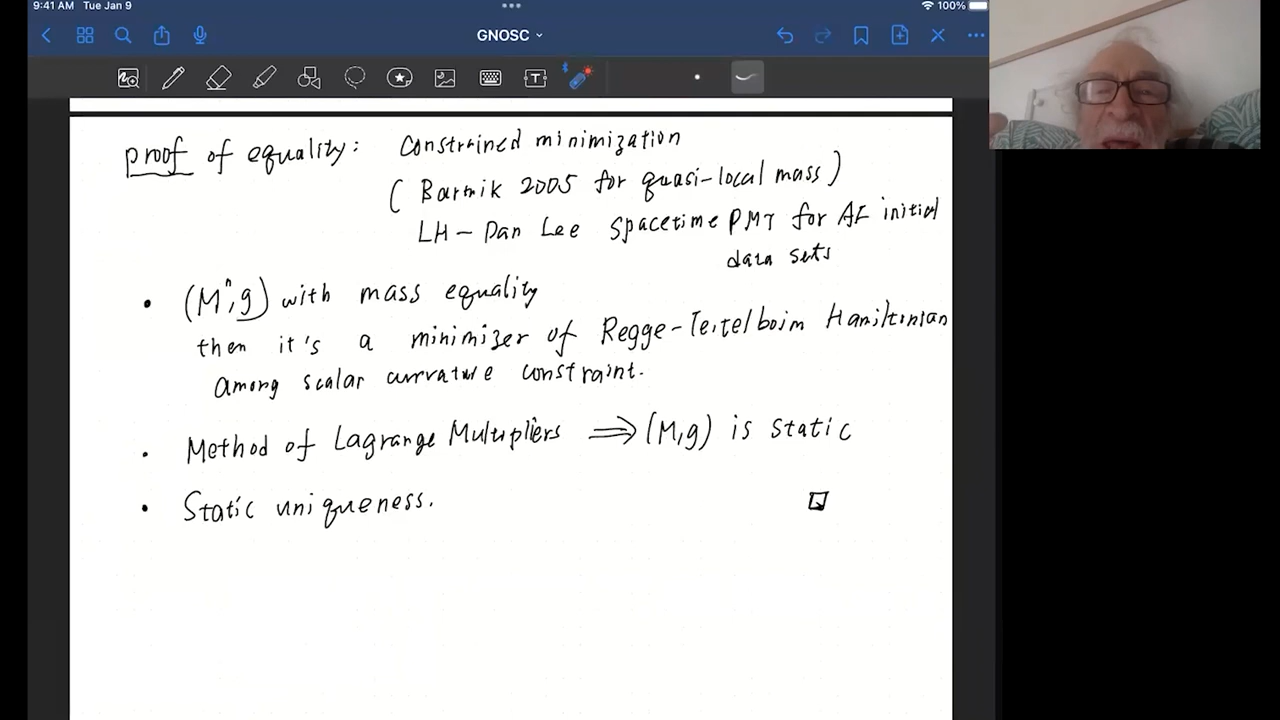 9:41 AM Tue Jan 9
100%
GNOSC
proof of equality: Constrained minimization
( Bartnik 2005 for quasi-local mass )
LH - Dan Lee Spacetime PMT for AF initial
data sets
• (Mⁿ, g) with mass equality
then it's a minimizer of Regge-Teitelboim Hamiltonian
among scalar curvature constraint.
• Method of Lagrange Multipliers ⟹ (M, g) is static
• Static uniqueness.